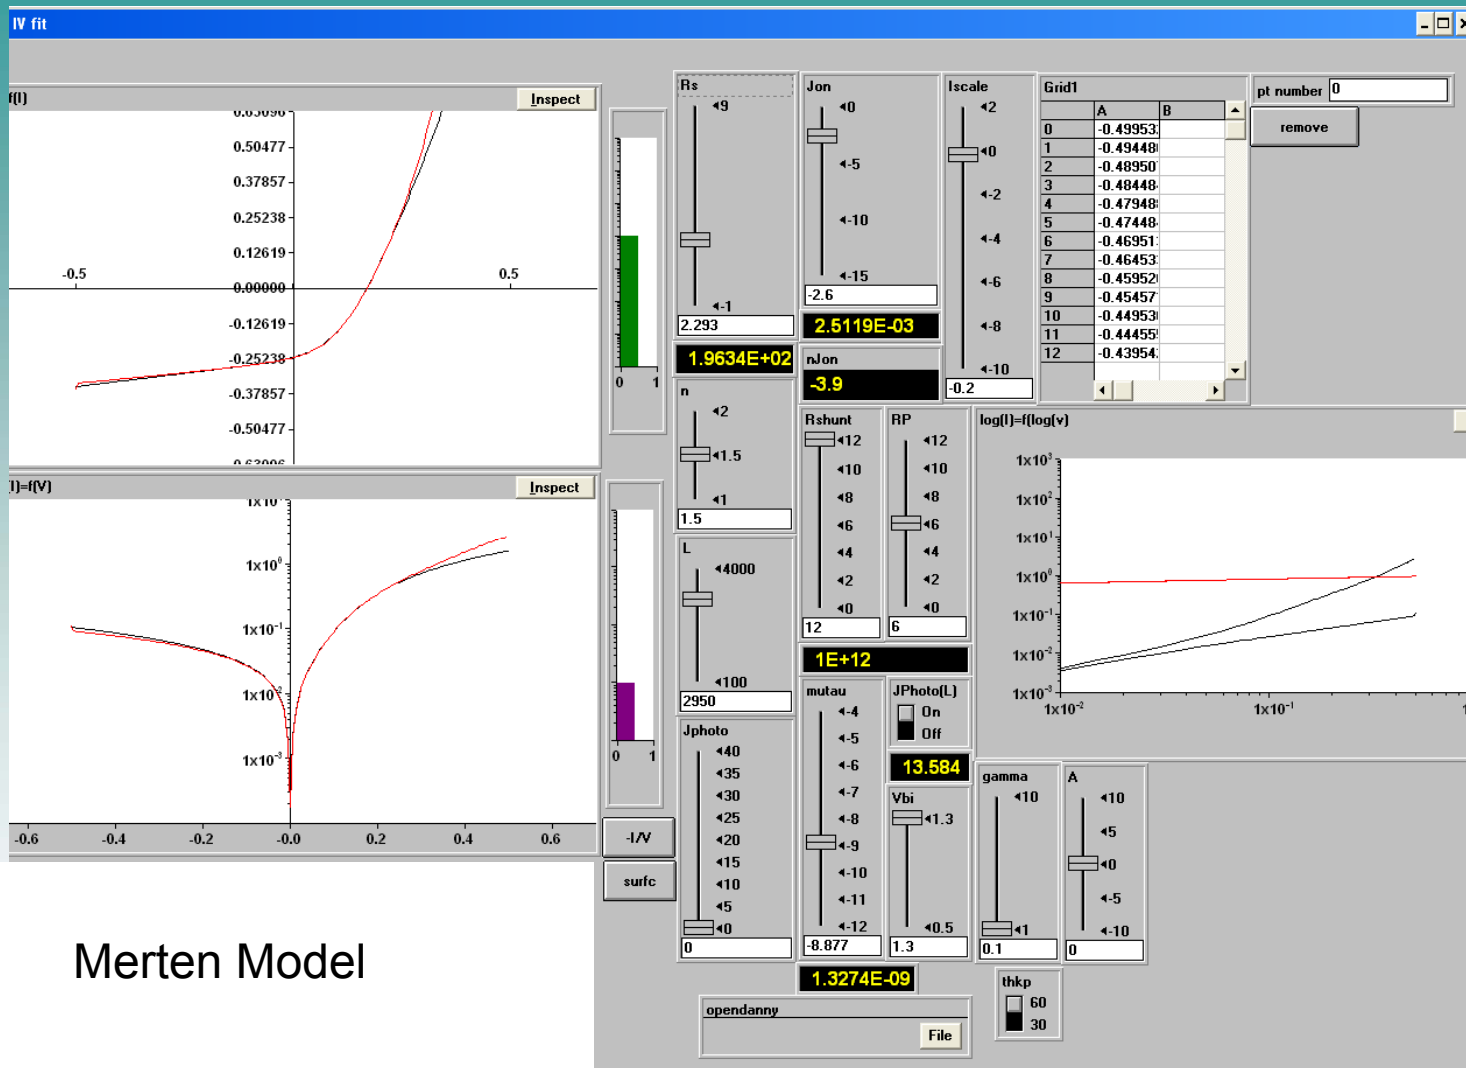 IV fit
f(I)
Inspect
0.63096
0.50477
0.37857
0.25238
0.12619
-0.5
0.5
0.00000
-0.12619
-0.25238
-0.37857
-0.50477
0.63096
0 1
(I)=f(V)
Inspect
1x10¹
1x10⁰
1x10⁻¹
1x10⁻²
1x10⁻³
-0.6 -0.4 -0.2 -0.0 0.2 0.4 0.6
0 1
-I/V
surfc
Rs
9
-1
2.293
1.9634E+02
n
2
1.5
1
1.5
L
4000
100
2950
Jphoto
40
35
30
25
20
15
10
5
0
0
Jon
0
-5
-10
-15
-2.6
2.5119E-03
nJon
-3.9
Iscale
2
0
-2
-4
-6
-8
-10
-0.2
Rshunt
12
10
8
6
4
2
0
12
RP
12
10
8
6
4
2
0
6
1E+12
mutau
-4
-5
-6
-7
-8
-9
-10
-11
-12
-8.877
1.3274E-09
JPhoto(L)
On
Off
13.584
Vbi
1.3
0.5
1.3
Grid1
A B
0 -0.49953
1 -0.49448
2 -0.48950
3 -0.48448
4 -0.47948
5 -0.47448
6 -0.46951
7 -0.46453
8 -0.45952
9 -0.45457
10 -0.44953
11 -0.44455
12 -0.43954
pt number 0
remove
log(I)=f(log(v)
1x10³
1x10²
1x10¹
1x10⁰
1x10⁻¹
1x10⁻²
1x10⁻³
1x10⁻² 1x10⁻¹
gamma
10
1
0.1
A
10
5
0
-5
-10
0
thkp
60
30
opendanny
File
Merten Model